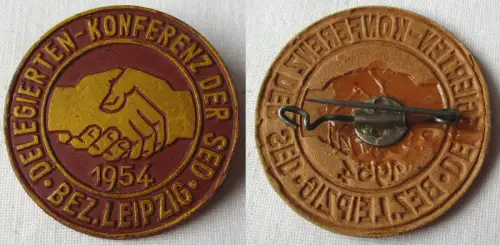 DELEGIERTEN-KONFERENZ DER SED
1954
· BEZ. LEIPZIG ·